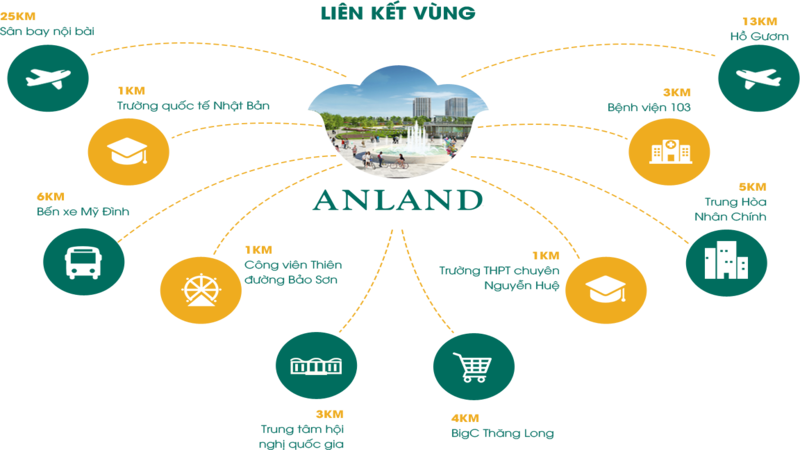 LIÊN KẾT VÙNG
25KM
Sân bay nội bài
13KM
Hồ Gươm
1KM
Trường quốc tế Nhật Bản
3KM
Bệnh viện 103
6KM
Bến xe Mỹ Đình
ANLAND
5KM
Trung Hòa
Nhân Chính
1KM
Công viên Thiên
đường Bảo Sơn
1KM
Trường THPT chuyên
Nguyễn Huệ
3KM
Trung tâm hội
nghị quốc gia
4KM
BigC Thăng Long